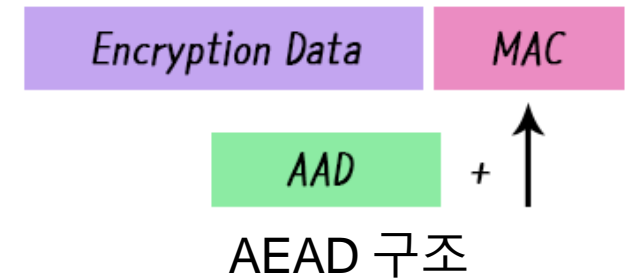 Encryption Data MAC
AAD +
AEAD 구조